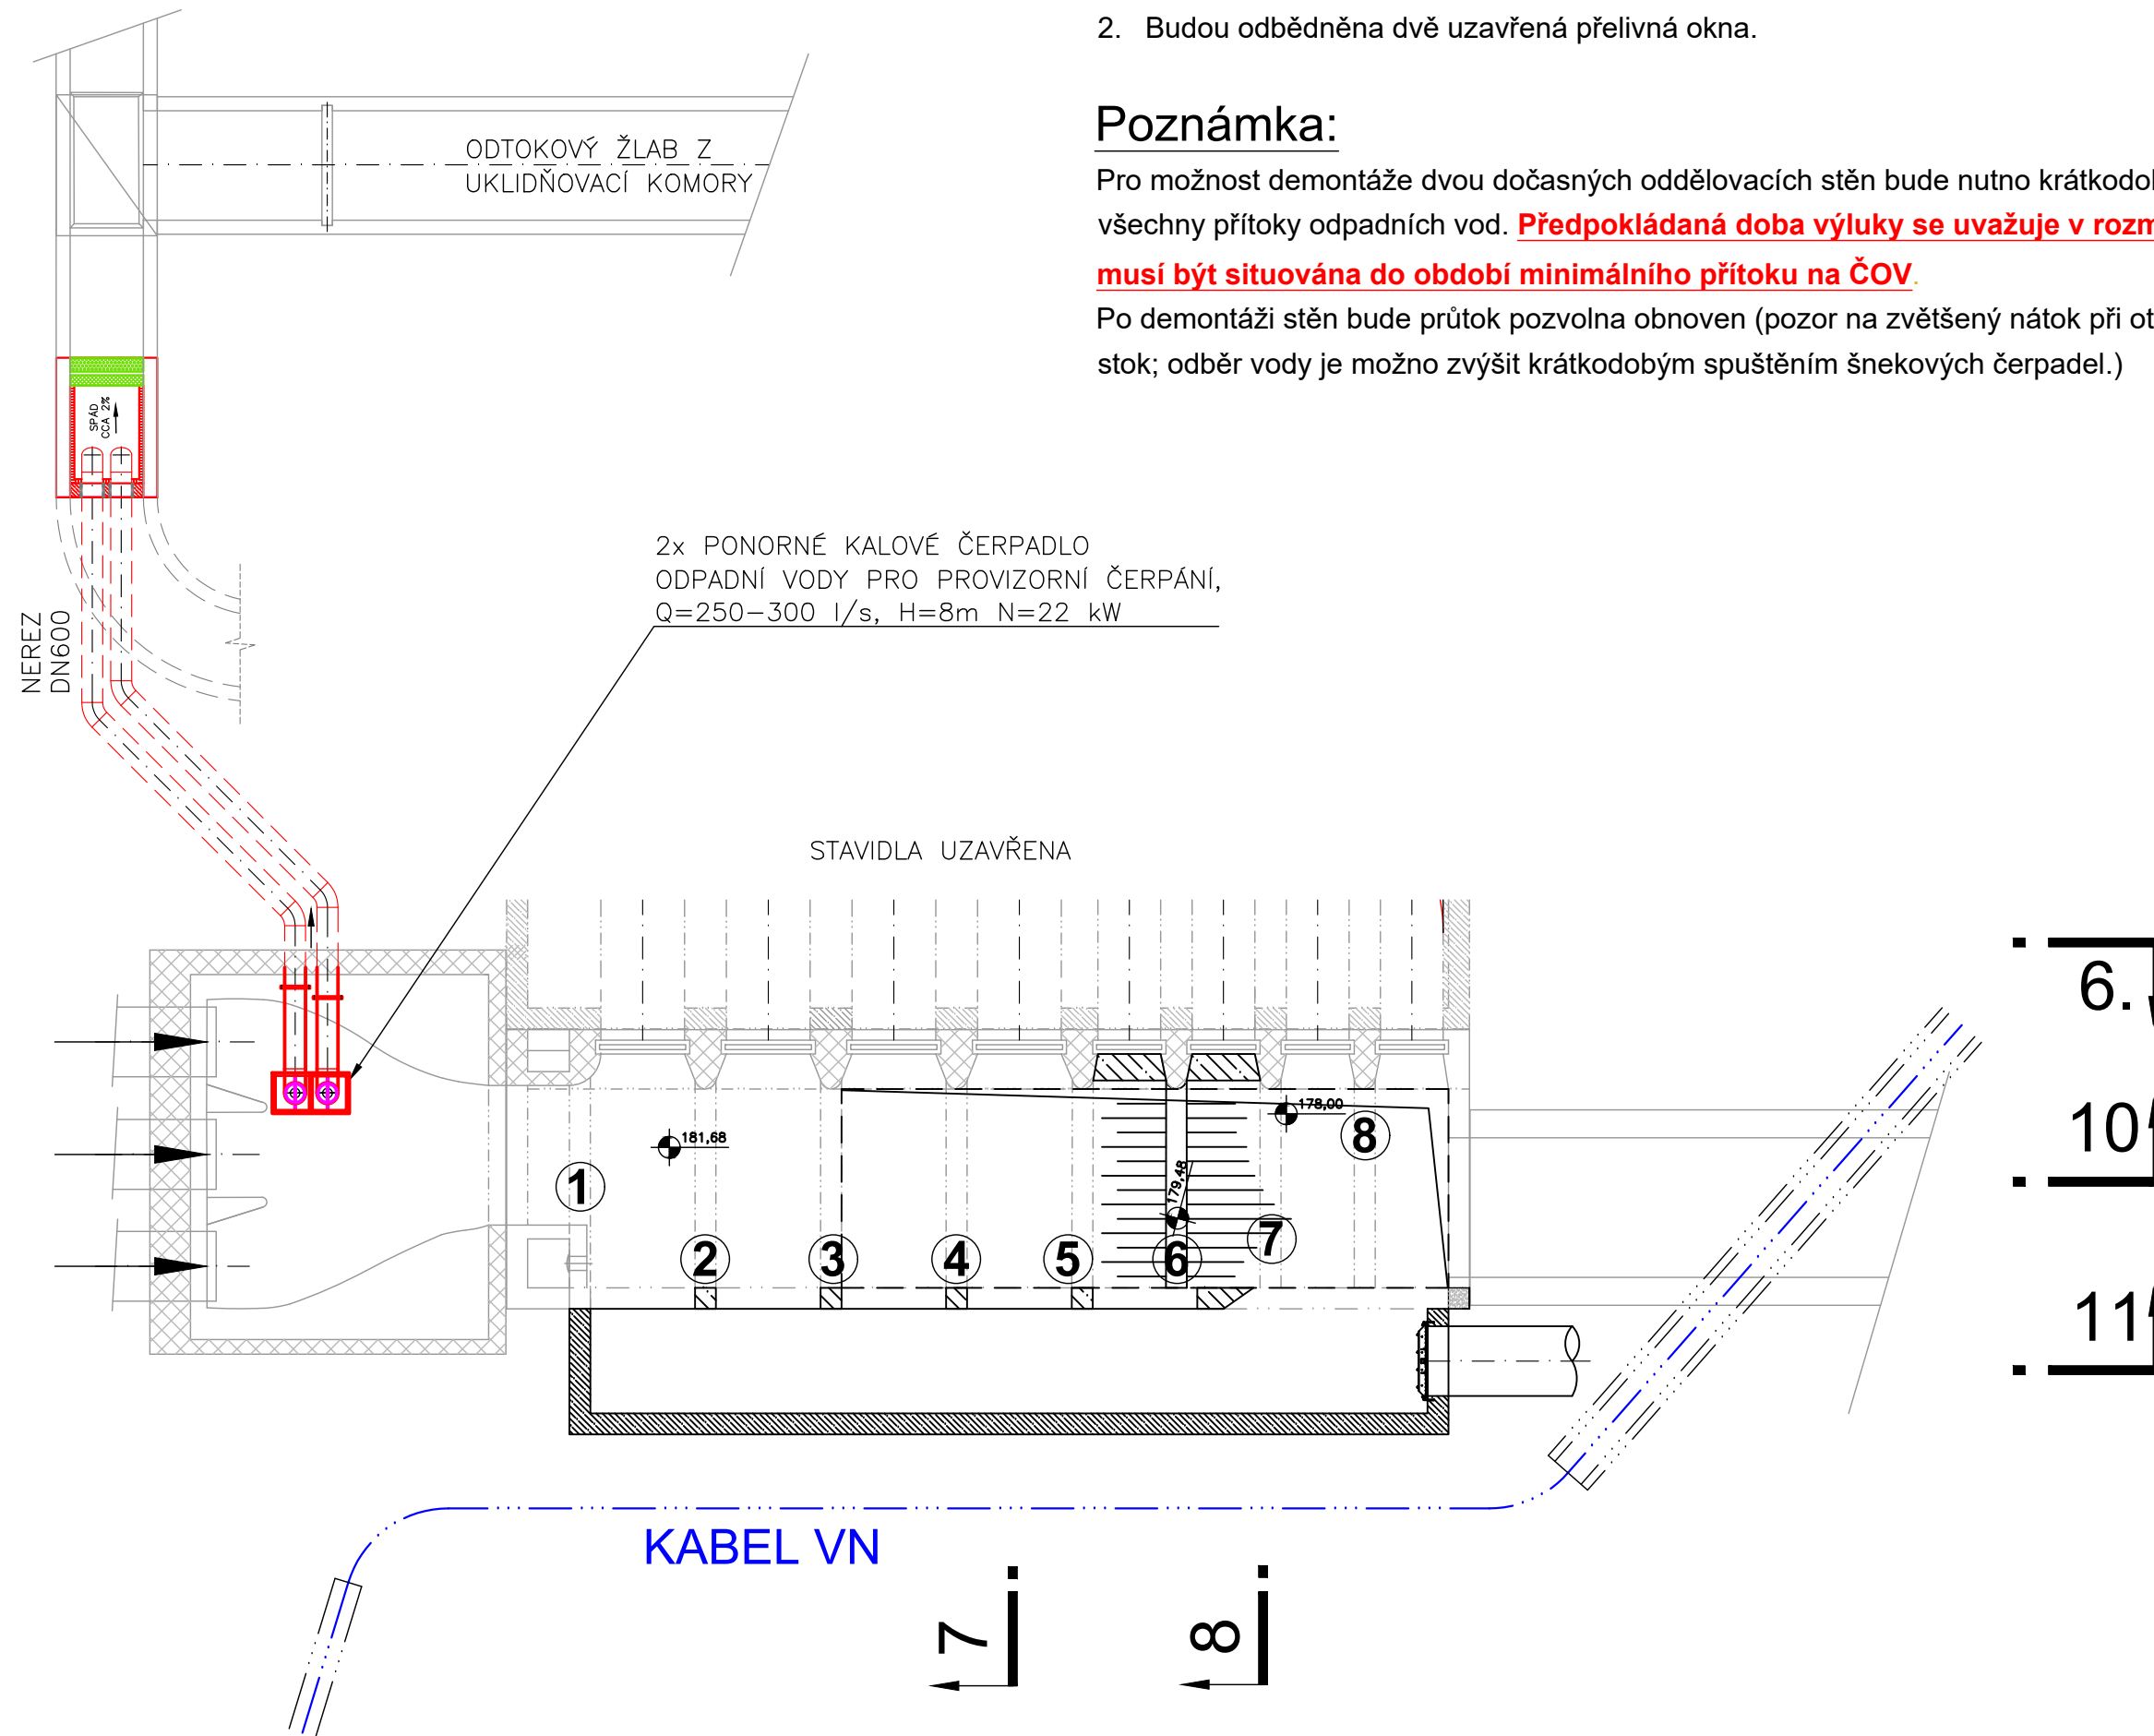 2. Budou odbědněna dvě uzavřená přelivná okna.
Poznámka:
Pro možnost demontáže dvou dočasných oddělovacích stěn bude nutno
všechny přítoky odpadních vod. Předpokládaná doba výluky se uvažuje v
musí být situována do období minimálního přítoku na ČOV.
Po demontáži stěn bude průtok pozvolna obnoven (pozor na zvětšený nátok při
stok; odběr vody je možno zvýšit krátkodobým spuštěním šnekových čerpadel.)
ODTOKOVÝ ŽLAB Z
UKLIDŇOVACÍ KOMORY
SPÁD
CCA 2%
2x PONORNÉ KALOVÉ ČERPADLO
ODPADNÍ VODY PRO PROVIZORNÍ ČERPÁNÍ,
Q=250-300 l/s, H=8m N=22 kW
NEREZ
DN600
STAVIDLA UZAVŘENA
6.
10
11
178,00
181,68
179,48
1
2
3
4
5
6
7
8
KABEL VN
7
8